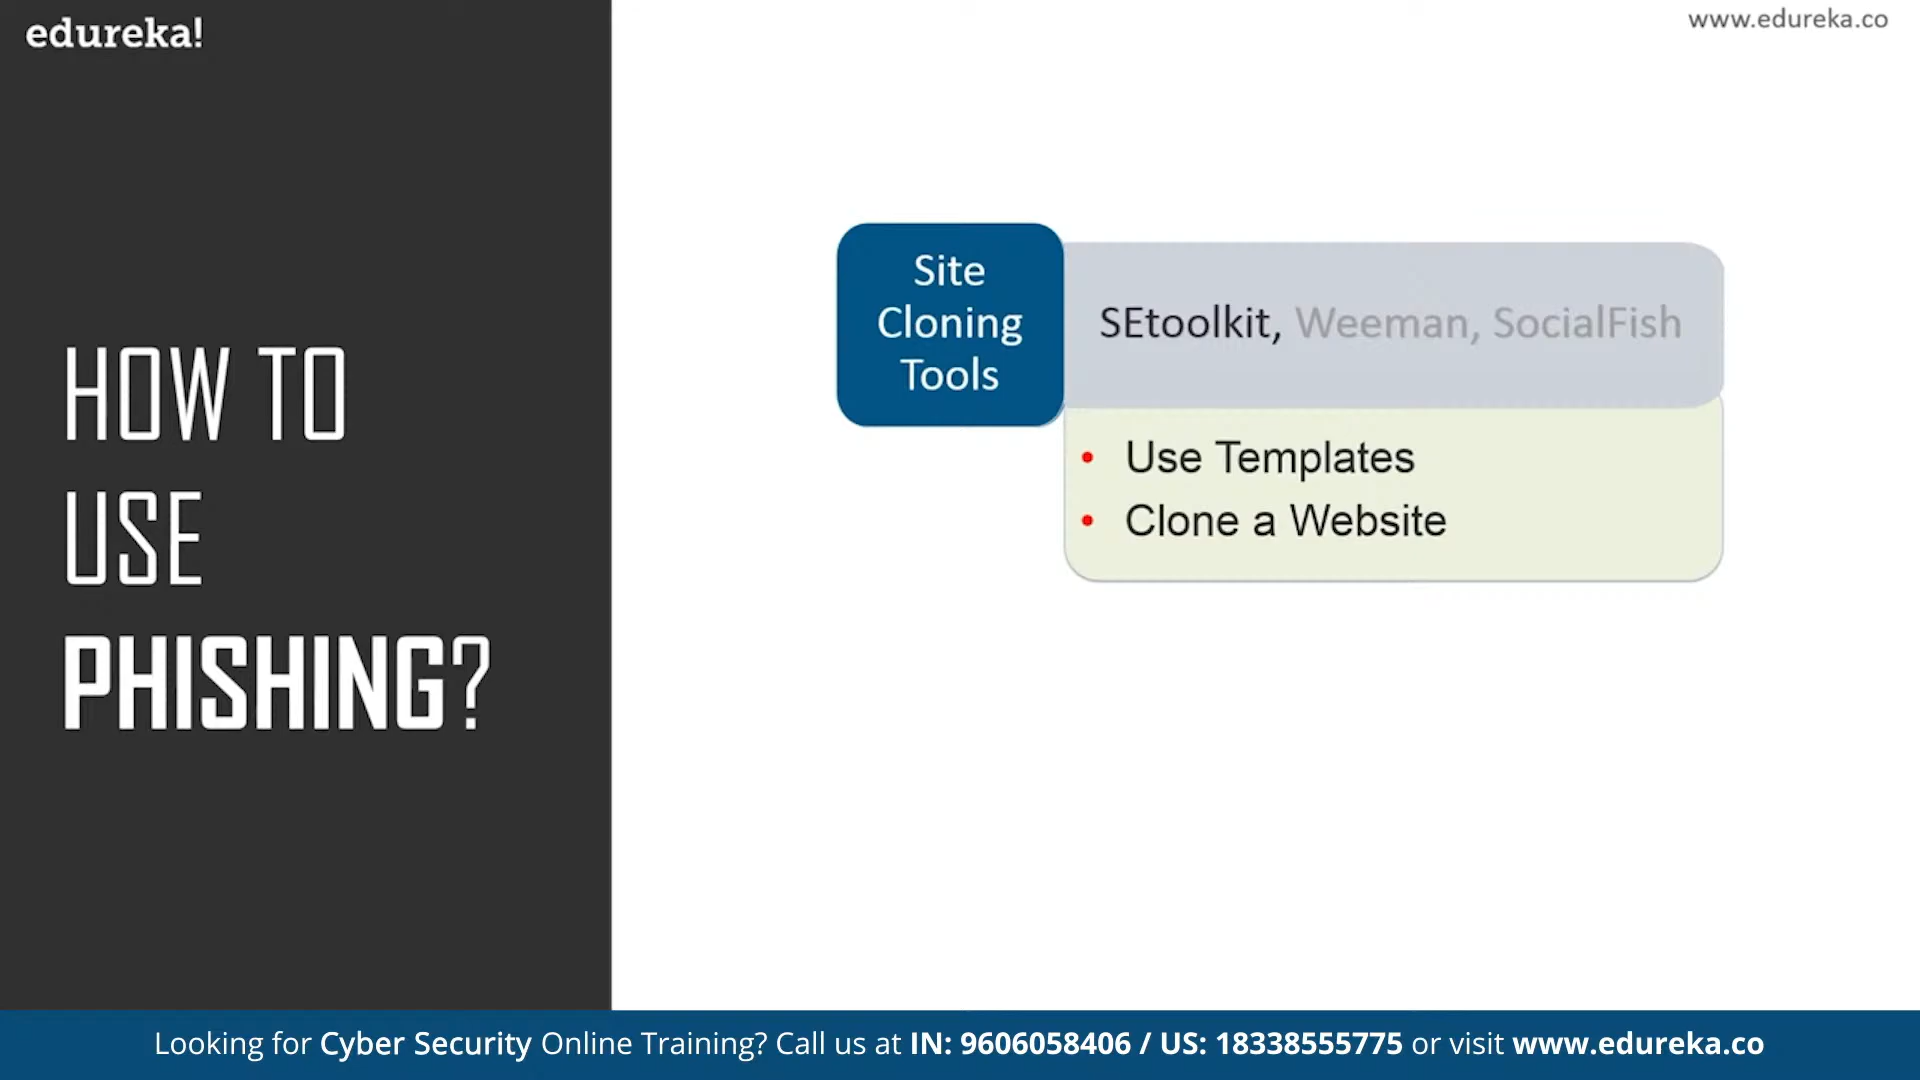 edureka!
www.edureka.co
HOW TO
USE
PHISHING?
Site
Cloning
Tools
SEtoolkit, Weeman, SocialFish
• Use Templates
• Clone a Website
Looking for Cyber Security Online Training? Call us at IN: 9606058406 / US: 18338555775 or visit www.edureka.co